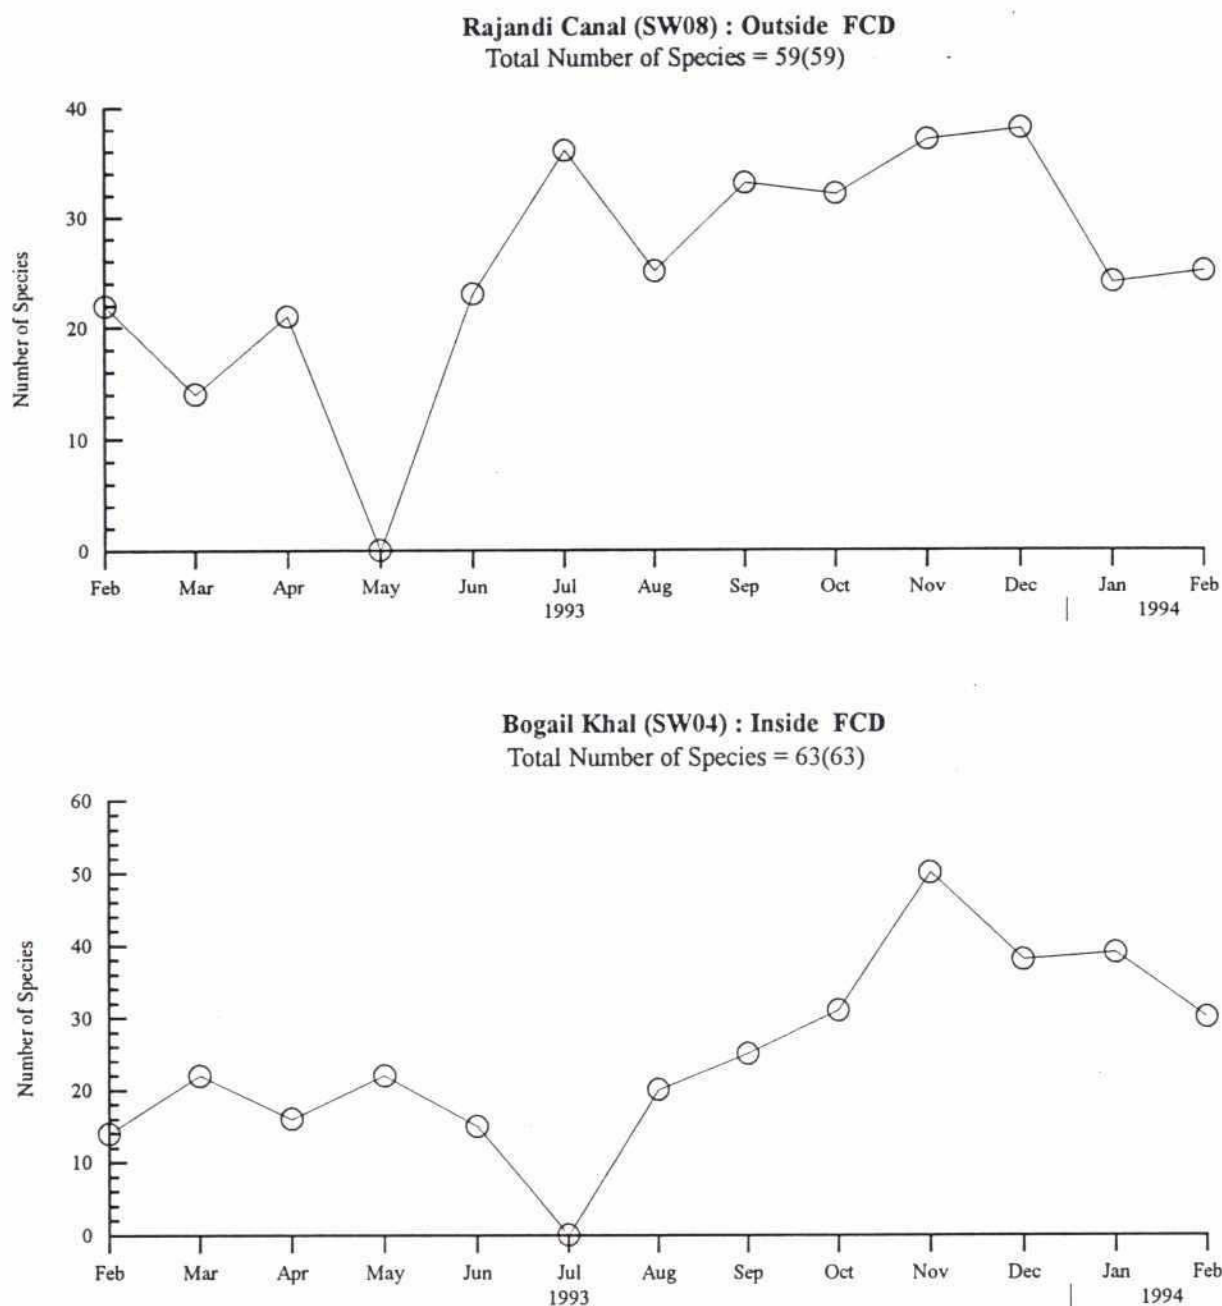 Rajandi Canal (SW08) : Outside FCD
Total Number of Species = 59(59)
40
30
20
10
0
Number of Species
Feb Mar Apr May Jun Jul Aug Sep Oct Nov Dec Jan Feb
1993 1994
Bogail Khal (SW04) : Inside FCD
Total Number of Species = 63(63)
60
50
40
30
20
10
0
Number of Species
Feb Mar Apr May Jun Jul Aug Sep Oct Nov Dec Jan Feb
1993 1994